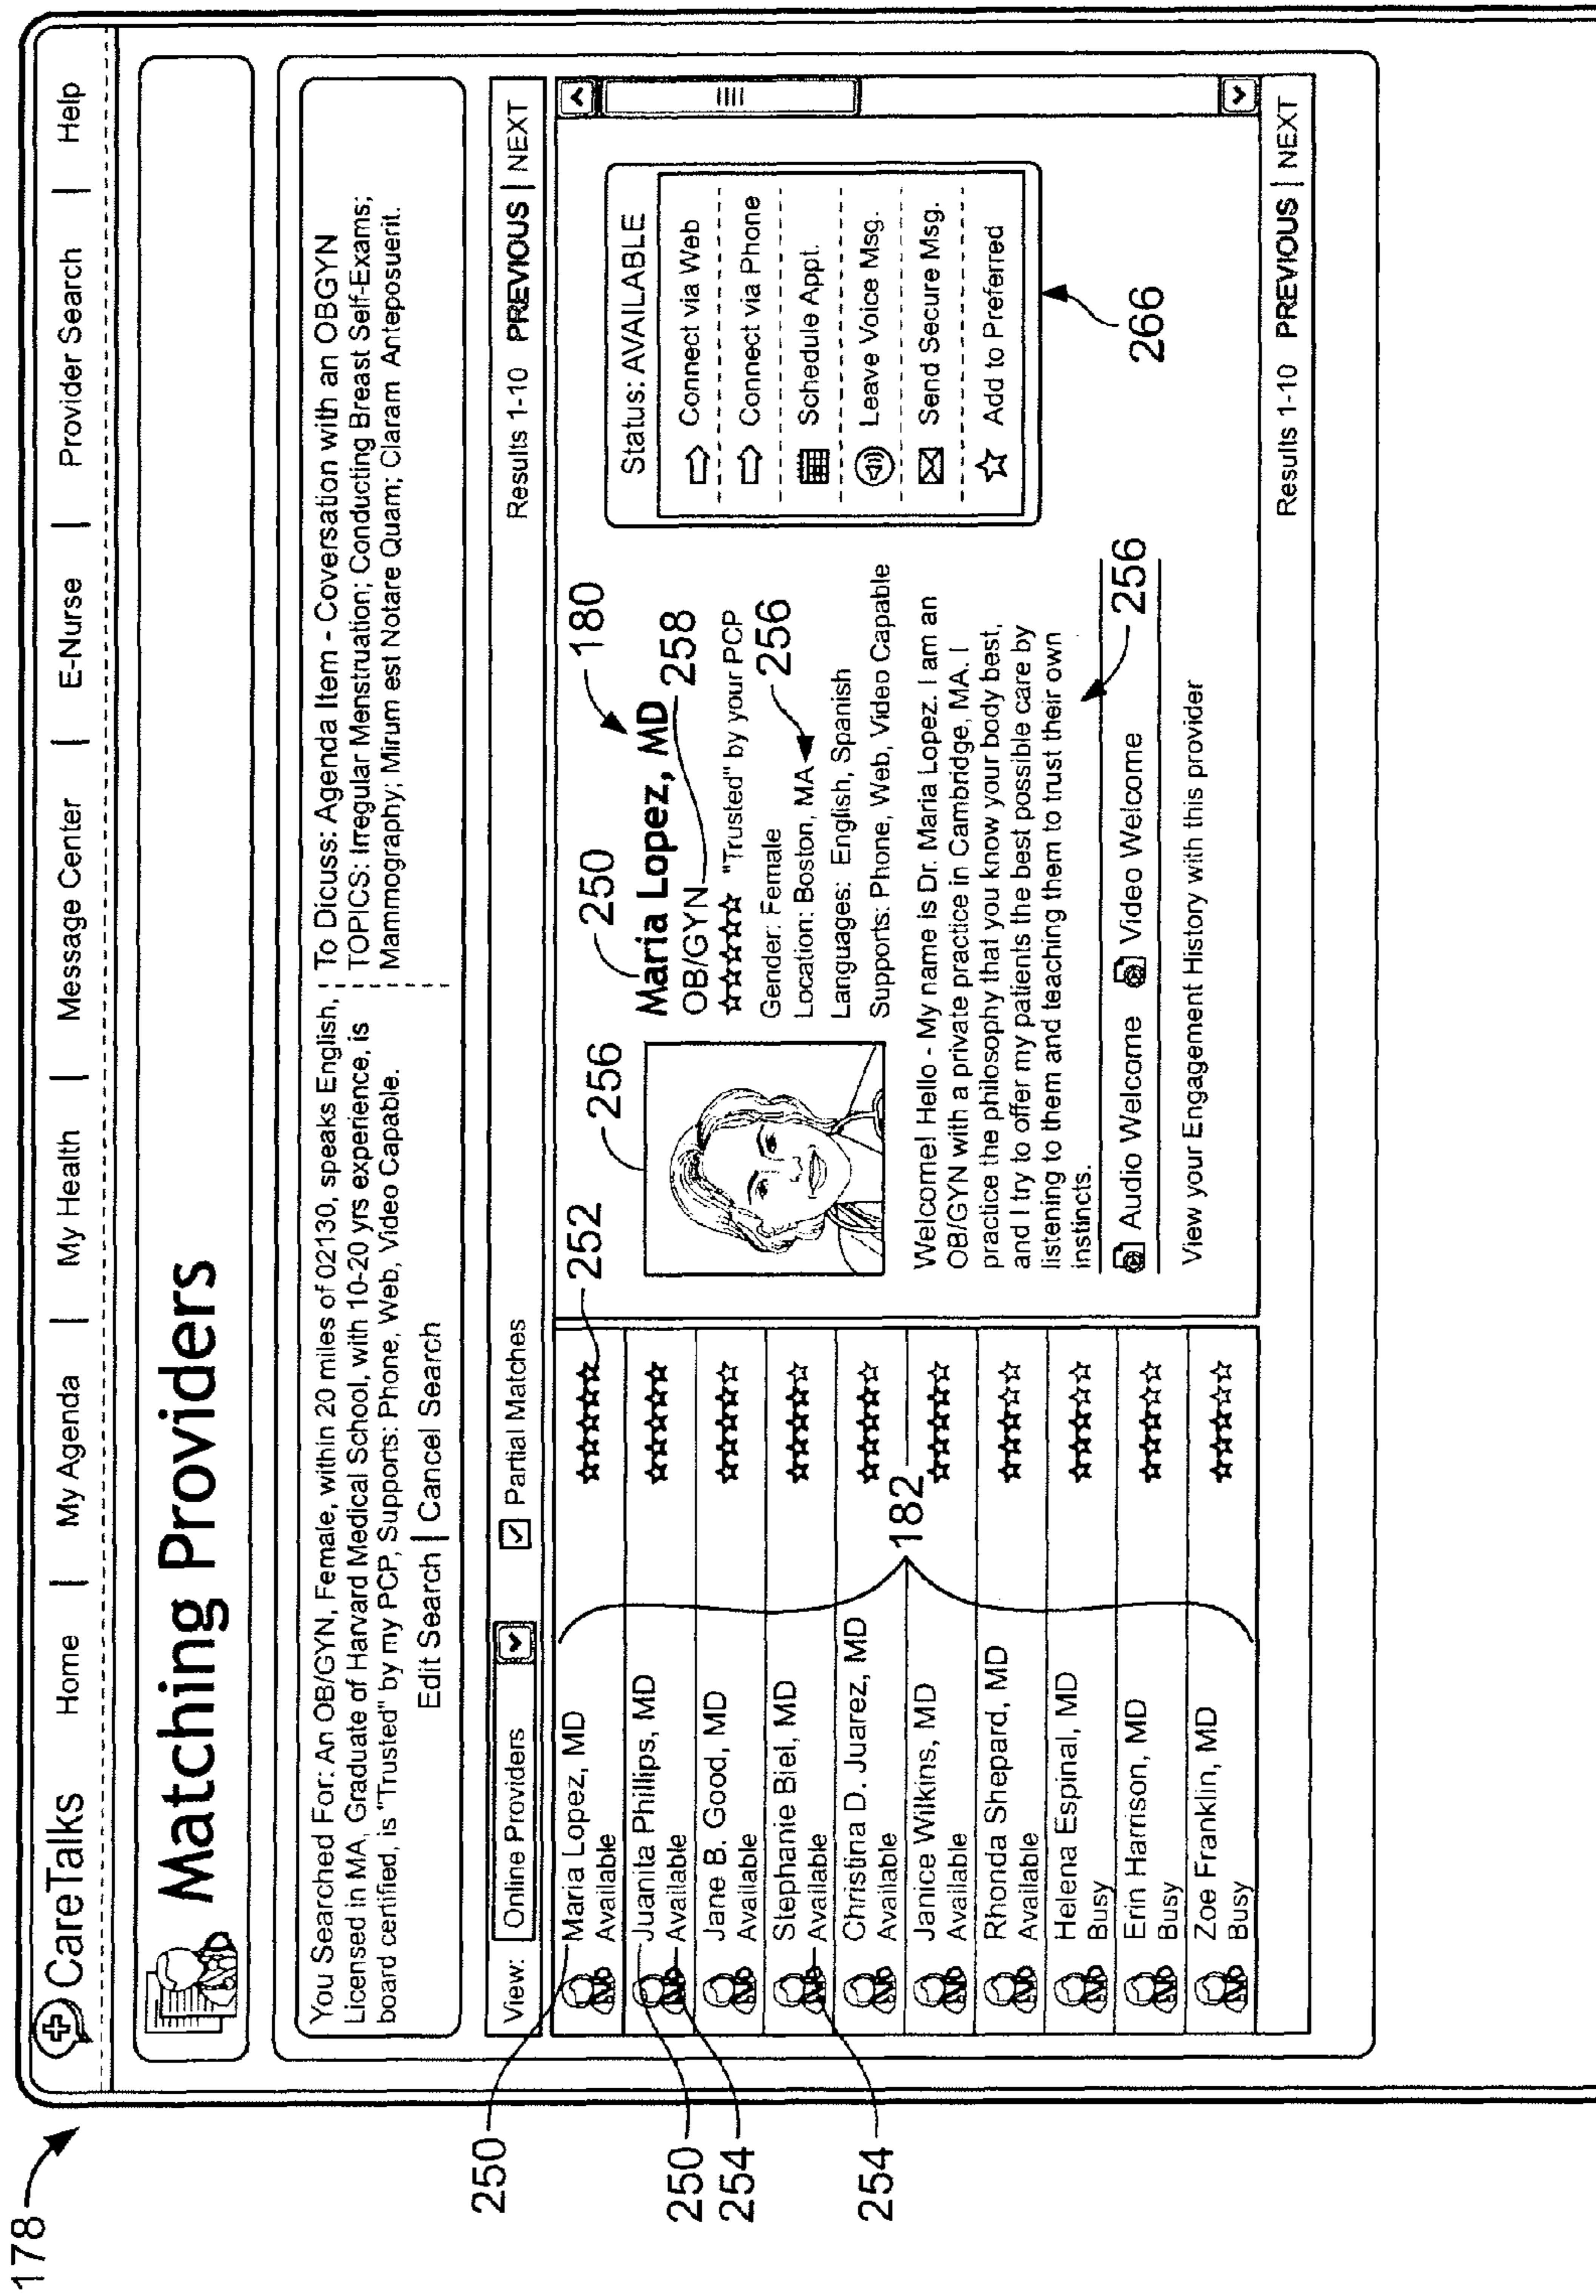 178
CareTalks Home | My Agenda | My Health | Message Center | E-Nurse | Provider Search | Help
Matching Providers
You Searched For: An OB/GYN, Female, within 20 miles of 02130, speaks English,
Licensed in MA, Graduate of Harvard Medical School, with 10-20 yrs experience, is
board certified, is "Trusted" by my PCP, Supports: Phone, Web, Video Capable.
Edit Search | Cancel Search
To Dicuss: Agenda Item - Coversation with an OBGYN
TOPICS: Irregular Menstruation; Conducting Breast Self-Exams;
Mammography; Mirum est Notare Quam; Claram Anteposuerit.
View: Online Providers Partial Matches
Results 1-10 PREVIOUS | NEXT
250
Maria Lopez, MD
Available
252
250
Juanita Phillips, MD
254
Available
Jane B. Good, MD
Available
Stephanie Biel, MD
254
Available
Christina D. Juarez, MD
Available
182
Janice Wilkins, MD
Available
Rhonda Shepard, MD
Available
Helena Espinal, MD
Busy
Erin Harrison, MD
Busy
Zoe Franklin, MD
Busy
256
250
180
Maria Lopez, MD
OB/GYN
258
"Trusted" by your PCP
Gender: Female
Location: Boston, MA
256
Languages: English, Spanish
Supports: Phone, Web, Video Capable
Welcome! Hello - My name is Dr. Maria Lopez. I am an
OB/GYN with a private practice in Cambridge, MA. I
practice the philosophy that you know your body best,
and I try to offer my patients the best possible care by
listening to them and teaching them to trust their own
instincts.
256
Audio Welcome Video Welcome
View your Engagement History with this provider
Status: AVAILABLE
Connect via Web
Connect via Phone
Schedule Appt.
Leave Voice Msg.
Send Secure Msg.
Add to Preferred
266
Results 1-10 PREVIOUS | NEXT